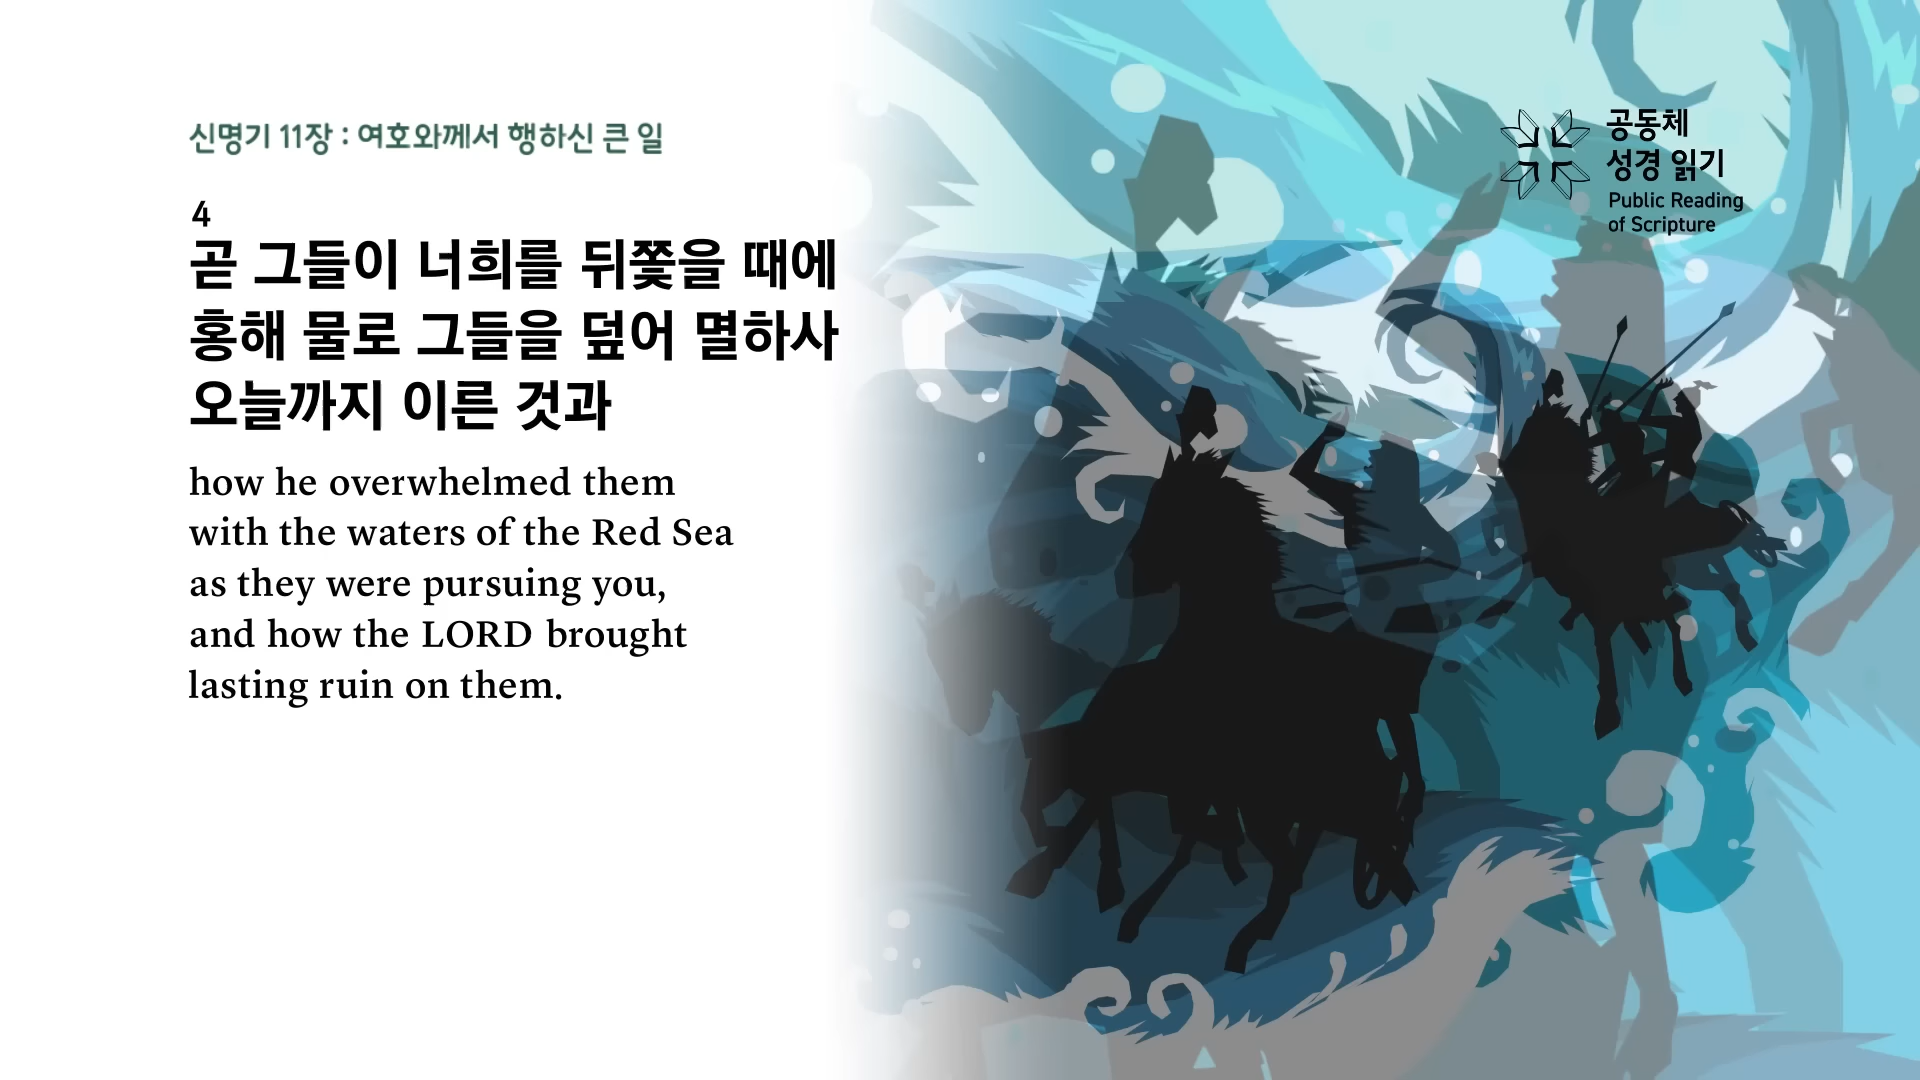 신명기 11장 : 여호와께서 행하신 큰 일
4
곧 그들이 너희를 뒤쫓을 때에
홍해 물로 그들을 덮어 멸하사
오늘까지 이른 것과
how he overwhelmed them
with the waters of the Red Sea
as they were pursuing you,
and how the LORD brought
lasting ruin on them.
공동체
성경 읽기
Public Reading
of Scripture